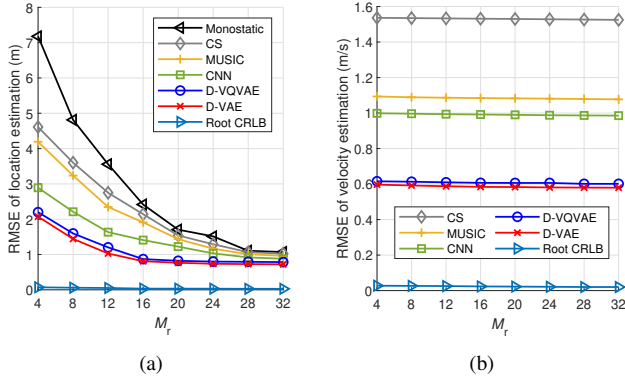 RMSE of location estimation (m)
8
7
6
5
4
3
2
1
0
4 8 12 16 20 24 28 32
M_r
Monostatic
CS
MUSIC
CNN
D-VQVAE
D-VAE
Root CRLB
(a)
RMSE of velocity estimation (m/s)
1.6
1.4
1.2
1
0.8
0.6
0.4
0.2
0
4 8 12 16 20 24 28 32
M_r
CS D-VQVAE
MUSIC D-VAE
CNN Root CRLB
(b)